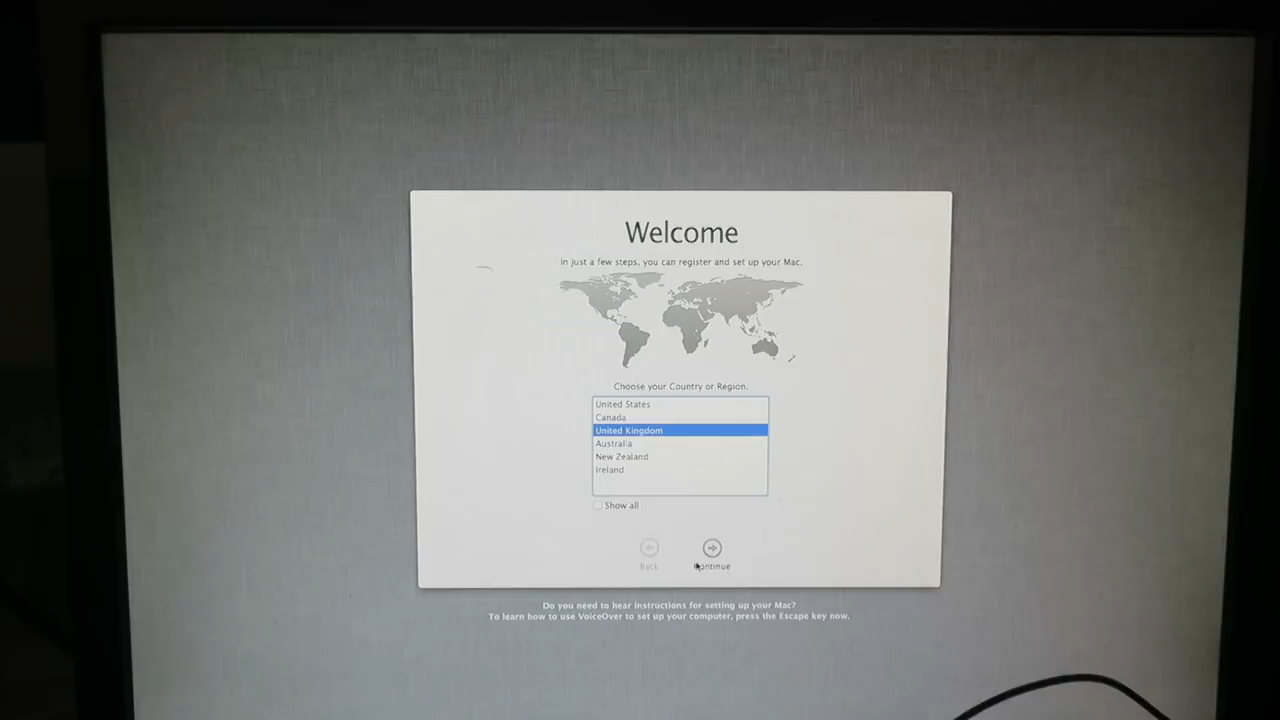 Welcome
In just a few steps, you can register and set up your Mac.
Choose your Country or Region.
United States
Canada
United Kingdom
Australia
New Zealand
Ireland
Show all
Back Continue
Do you need to hear instructions for setting up your Mac?
To learn how to use VoiceOver to set up your computer, press the Escape key now.